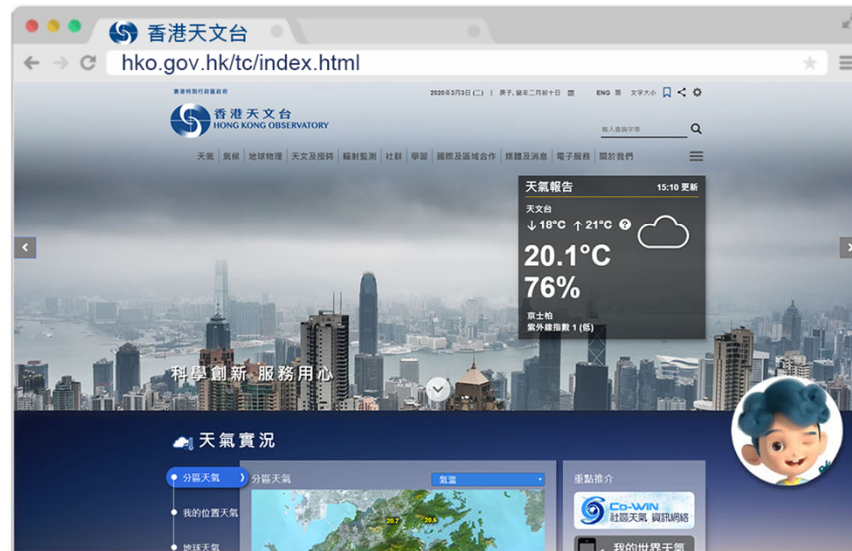 香港天文台
hko.gov.hk/tc/index.html
香港特別行政區政府
2020年3月3日 (二) | 庚子, 鼠年二月初十日
ENG 簡 文字大小
香港天文台
HONG KONG OBSERVATORY
輸入查詢字串
天氣 | 氣候 | 地球物理 | 天文及授時 | 輻射監測 | 社群 | 學習 | 國際及區域合作 | 媒體及消息 | 電子服務 | 關於我們
天氣報告 15:10 更新
天文台
↓18°C ↑21°C ?
20.1°C
76%
京士柏
紫外線指數 1 (低)
科學創新 服務用心
天氣實況
分區天氣
分區天氣
氣溫
重點推介
我的位置天氣
地球天氣
20.7
20.6
Co-WIN
社區天氣 資訊網絡
我的世界天氣